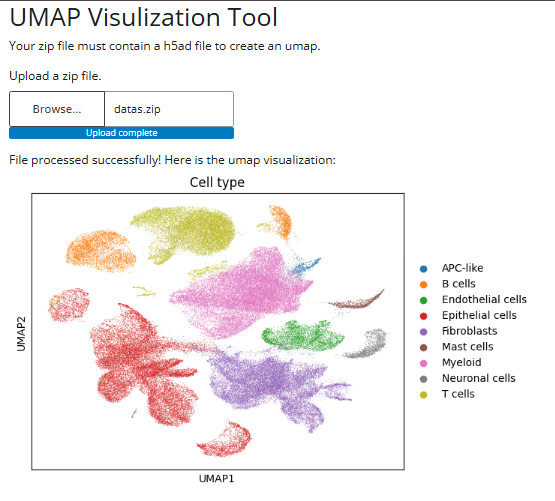 UMAP Visulization Tool
Your zip file must contain a h5ad file to create an umap.
Upload a zip file.
Browse... datas.zip
Upload complete
File processed successfully! Here is the umap visualization:
Cell type
UMAP2
APC-like
B cells
Endothelial cells
Epithelial cells
Fibroblasts
Mast cells
Myeloid
Neuronal cells
T cells
UMAP1